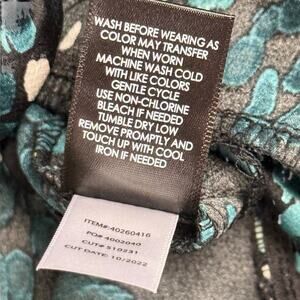 WASH BEFORE WEARING AS
COLOR MAY TRANSFER
WHEN WORN
MACHINE WASH COLD
WITH LIKE COLORS
GENTLE CYCLE
USE NON-CHLORINE
BLEACH IF NEEDED
TUMBLE DRY LOW
REMOVE PROMPTLY AND
TOUCH UP WITH COOL
IRON IF NEEDED
ITEM#:40260416
PO# 4002040
CUT# 510231
CUT DATE: 10/2022